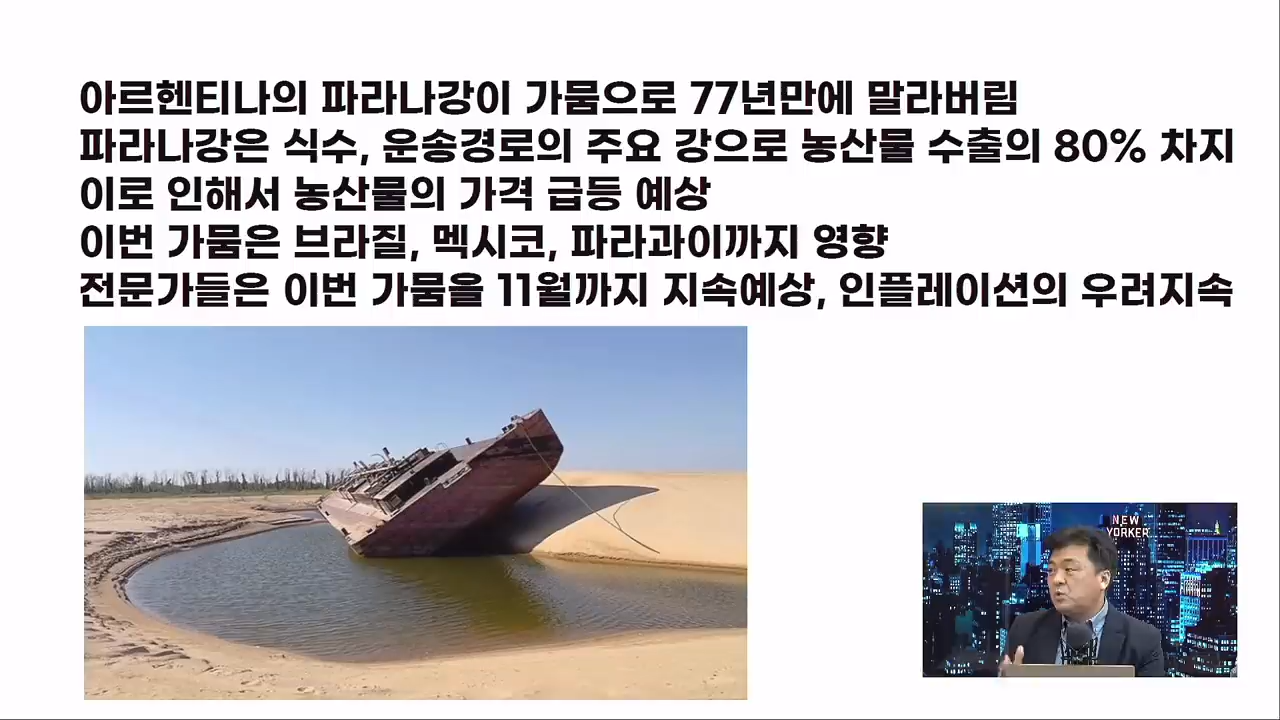 아르헨티나의 파라나강이 가뭄으로 77년만에 말라버림
파라나강은 식수, 운송경로의 주요 강으로 농산물 수출의 80% 차지
이로 인해서 농산물의 가격 급등 예상
이번 가뭄은 브라질, 멕시코, 파라과이까지 영향
전문가들은 이번 가뭄을 11월까지 지속예상, 인플레이션의 우려지속
NEW
YORKER